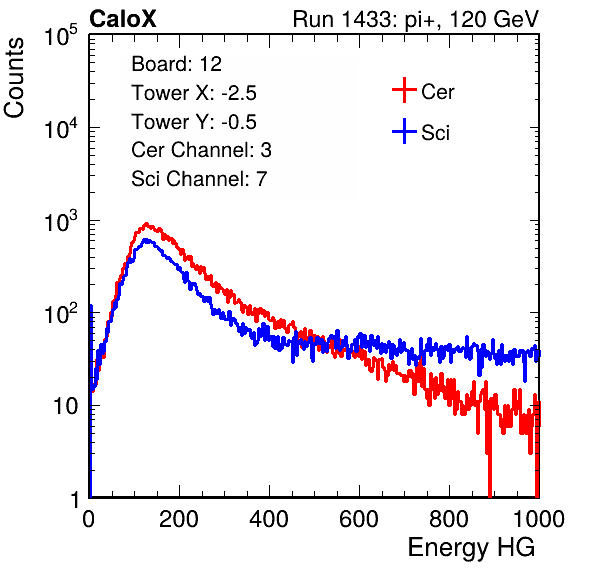 CaloX Run 1433: pi+, 120 GeV
Counts
Board: 12
Tower X: -2.5
Tower Y: -0.5
Cer Channel: 3
Sci Channel: 7
Cer
Sci
10^5
10^4
10^3
10^2
10
1
0 200 400 600 800 1000
Energy HG